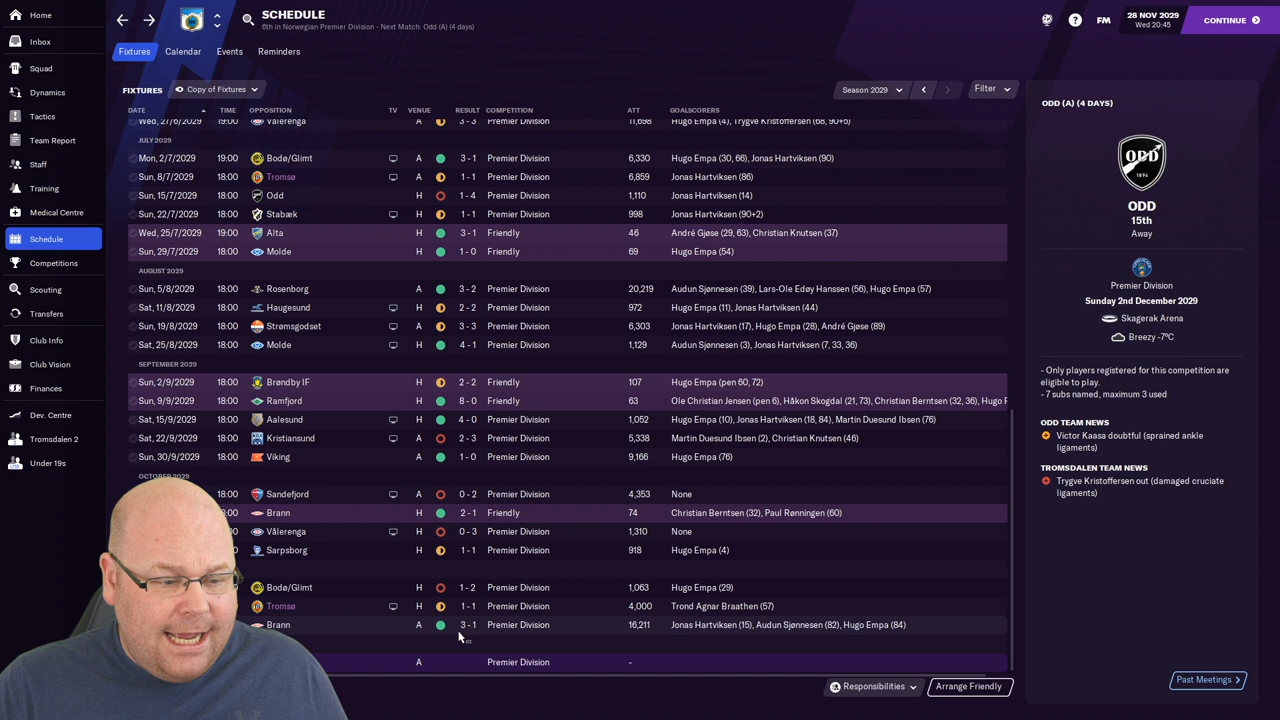 Home
Inbox
Squad
Dynamics
Tactics
Team Report
Staff
Training
Medical Centre
Schedule
Competitions
Scouting
Transfers
Club Info
Club Vision
Finances
Dev. Centre
Tromsdalen 2
Under 19s
SCHEDULE
6th in Norwegian Premier Division - Next Match: Odd (A) (4 days)
FM
28 NOV 2029
Wed 20:45
CONTINUE
Fixtures Calendar Events Reminders
FIXTURES Copy of Fixtures Season 2029 Filter
DATE TIME OPPOSITION TV VENUE RESULT COMPETITION ATT GOALSCORERS
Wed, 27/6/2029 19:00 Vålerenga A 3 - 3 Premier Division 11,698 Hugo Empa (4), Trygve Kristoffersen (68, 90+5)
JULY 2029
Mon, 2/7/2029 19:00 Bodø/Glimt A 3 - 1 Premier Division 6,330 Hugo Empa (30, 66), Jonas Hartviksen (90)
Sun, 8/7/2029 18:00 Tromsø A 1 - 1 Premier Division 6,859 Jonas Hartviksen (86)
Sun, 15/7/2029 18:00 Odd H 1 - 4 Premier Division 1,110 Jonas Hartviksen (14)
Sun, 22/7/2029 18:00 Stabæk H 1 - 1 Premier Division 998 Jonas Hartviksen (90+2)
Wed, 25/7/2029 19:00 Alta H 3 - 1 Friendly 46 André Gjøse (29, 63), Christian Knutsen (37)
Sun, 29/7/2029 18:00 Molde H 1 - 0 Friendly 69 Hugo Empa (54)
AUGUST 2029
Sun, 5/8/2029 18:00 Rosenborg A 3 - 2 Premier Division 20,219 Audun Sjønnesen (39), Lars-Ole Edøy Hanssen (56), Hugo Empa (57)
Sat, 11/8/2029 18:00 Haugesund H 2 - 2 Premier Division 972 Hugo Empa (11), Jonas Hartviksen (44)
Sun, 19/8/2029 18:00 Strømsgodset A 3 - 3 Premier Division 6,303 Jonas Hartviksen (17), Hugo Empa (28), André Gjøse (89)
Sat, 25/8/2029 18:00 Molde H 4 - 1 Premier Division 1,129 Audun Sjønnesen (3), Jonas Hartviksen (7, 33, 36)
SEPTEMBER 2029
Sun, 2/9/2029 18:00 Brøndby IF H 2 - 2 Friendly 107 Hugo Empa (pen 60, 72)
Sun, 9/9/2029 18:00 Ramfjord H 8 - 0 Friendly 63 Ole Christian Jensen (pen 6), Håkon Skogdal (21, 73), Christian Berntsen (32, 36), Hugo
Sat, 15/9/2029 18:00 Aalesund H 4 - 0 Premier Division 1,052 Hugo Empa (10), Jonas Hartviksen (18, 84), Martin Duesund Ibsen (76)
Sat, 22/9/2029 18:00 Kristiansund A 2 - 3 Premier Division 5,338 Martin Duesund Ibsen (2), Christian Knutsen (46)
Sun, 30/9/2029 18:00 Viking A 1 - 0 Premier Division 9,166 Hugo Empa (76)
OCTOBER 2029
18:00 Sandefjord A 0 - 2 Premier Division 4,353 None
Brann H 2 - 1 Friendly 74 Christian Berntsen (32), Paul Rønningen (60)
Vålerenga H 0 - 3 Premier Division 1,310 None
Sarpsborg H 1 - 1 Premier Division 918 Hugo Empa (4)
Bodø/Glimt H 1 - 2 Premier Division 1,063 Hugo Empa (29)
Tromsø H 1 - 1 Premier Division 4,000 Trond Agnar Braathen (57)
Brann A 3 - 1 Premier Division 16,211 Jonas Hartviksen (15), Audun Sjønnesen (82), Hugo Empa (84)
A Premier Division -
Responsibilities Arrange Friendly
ODD (A) (4 DAYS)
ODD
1894
ODD
15th
Away
Premier Division
Sunday 2nd December 2029
Skagerak Arena
Breezy -7°C
- Only players registered for this competition are
eligible to play.
- 7 subs named, maximum 3 used
ODD TEAM NEWS
Victor Kaasa doubtful (sprained ankle
ligaments)
TROMSDALEN TEAM NEWS
Trygve Kristoffersen out (damaged cruciate
ligaments)
Past Meetings